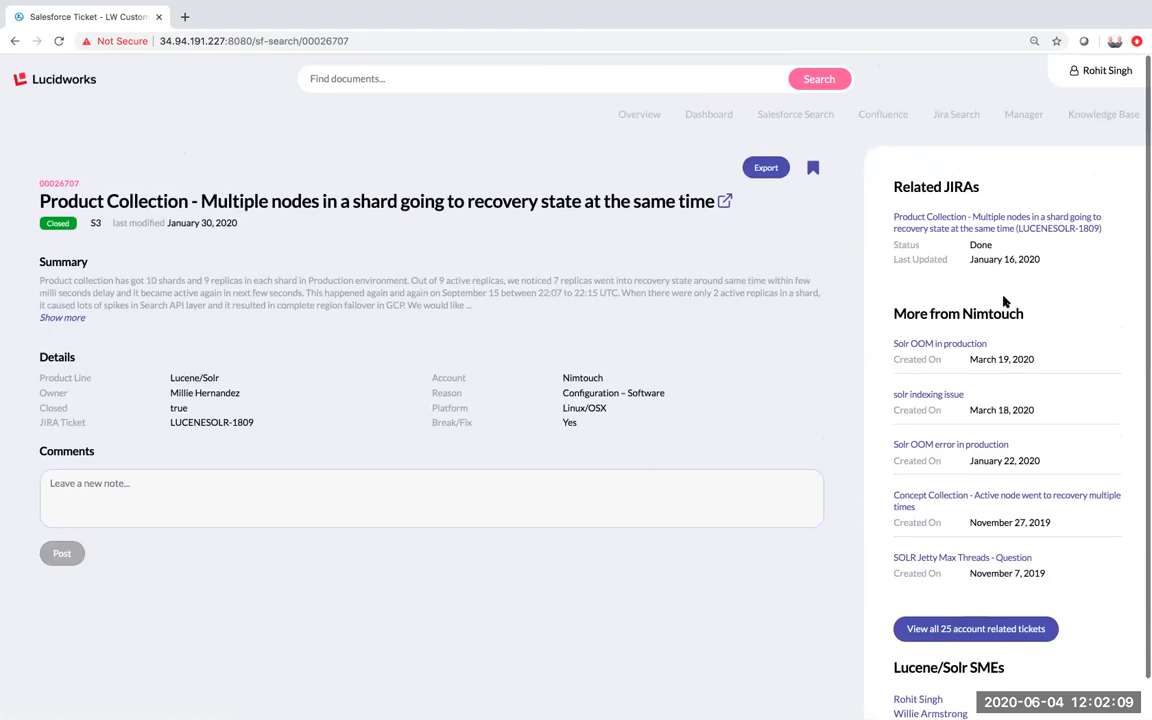 Salesforce Ticket - LW Custom
Not Secure 34.94.191.227:8080/sf-search/00026707
Lucidworks
Find documents...
Search
Rohit Singh
Overview Dashboard Salesforce Search Confluence Jira Search Manager Knowledge Base
Export
00026707
Product Collection - Multiple nodes in a shard going to recovery state at the same time
Closed S3 last modified January 30, 2020
Summary
Product collection has got 10 shards and 9 replicas in each shard in Production environment. Out of 9 active replicas, we noticed 7 replicas went into recovery state around same time within few
milli seconds delay and it became active again in next few seconds. This happened again and again on September 15 between 22:07 to 22:15 UTC. When there were only 2 active replicas in a shard,
it caused lots of spikes in Search API layer and it resulted in complete region failover in GCP. We would like ...
Show more
Details
Product Line Lucene/Solr Account Nimtouch
Owner Millie Hernandez Reason Configuration – Software
Closed true Platform Linux/OSX
JIRA Ticket LUCENESOLR-1809 Break/Fix Yes
Comments
Leave a new note...
Post
Related JIRAs
Product Collection - Multiple nodes in a shard going to
recovery state at the same time (LUCENESOLR-1809)
Status Done
Last Updated January 16, 2020
More from Nimtouch
Solr OOM in production
Created On March 19, 2020
solr indexing issue
Created On March 18, 2020
Solr OOM error in production
Created On January 22, 2020
Concept Collection - Active node went to recovery multiple
times
Created On November 27, 2019
SOLR Jetty Max Threads - Question
Created On November 7, 2019
View all 25 account related tickets
Lucene/Solr SMEs
Rohit Singh
Willie Armstrong
2020-06-04 12:02:09